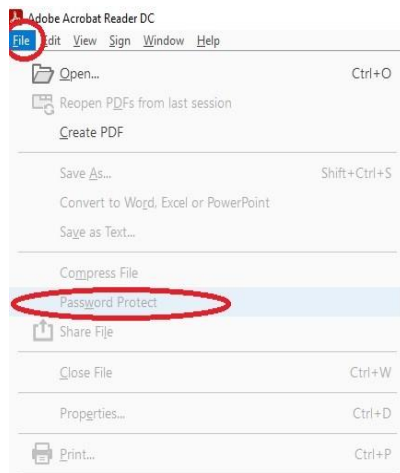 Adobe Acrobat Reader DC
File Edit View Sign Window Help
Open... Ctrl+O
Reopen PDFs from last session
Create PDF
Save As... Shift+Ctrl+S
Convert to Word, Excel or PowerPoint
Save as Text...
Compress File
Password Protect
Share File
Close File Ctrl+W
Properties... Ctrl+D
Print... Ctrl+P